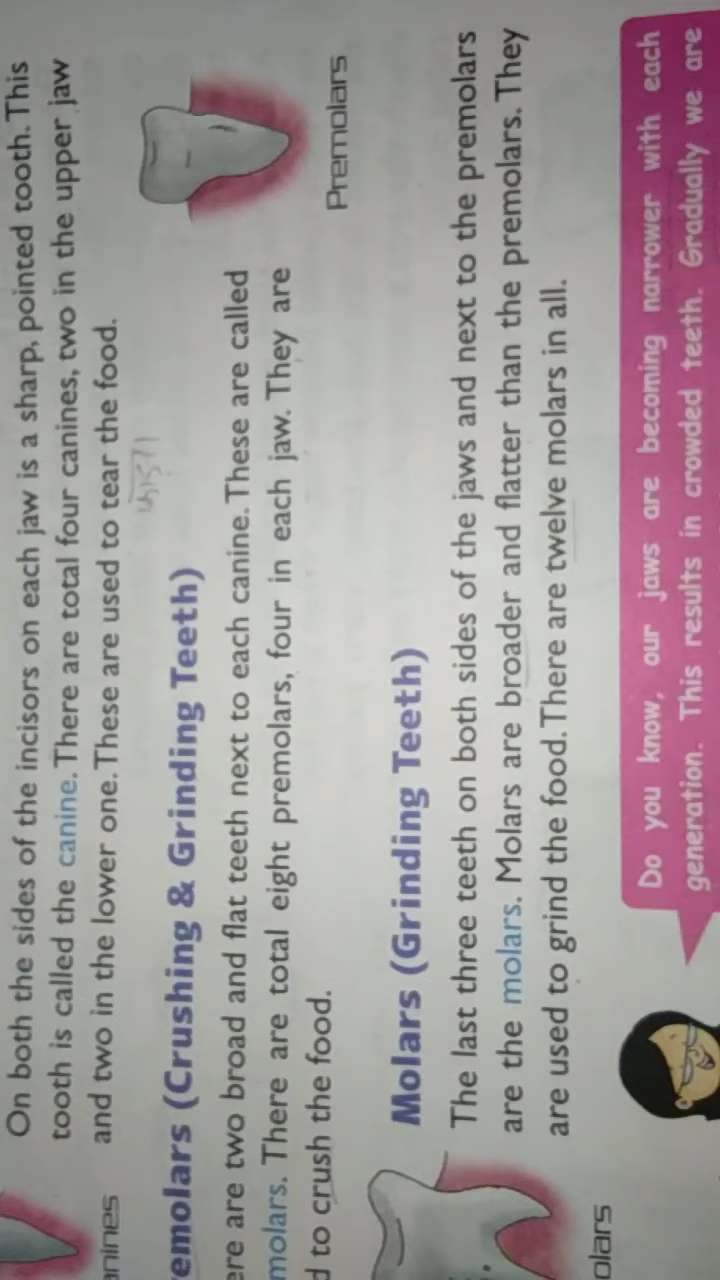 On both the sides of the incisors on each jaw is a sharp, pointed tooth. This
tooth is called the canine. There are total four canines, two in the upper jaw
and two in the lower one. These are used to tear the food.
anines
emolars (Crushing & Grinding Teeth)
ere are two broad and flat teeth next to each canine. These are called
molars. There are total eight premolars, four in each jaw. They are
d to crush the food.
Premolars
Molars (Grinding Teeth)
The last three teeth on both sides of the jaws and next to the premolars
are the molars. Molars are broader and flatter than the premolars. They
are used to grind the food. There are twelve molars in all.
olars
Do you know, our jaws are becoming narrower with each
generation. This results in crowded teeth. Gradually we are